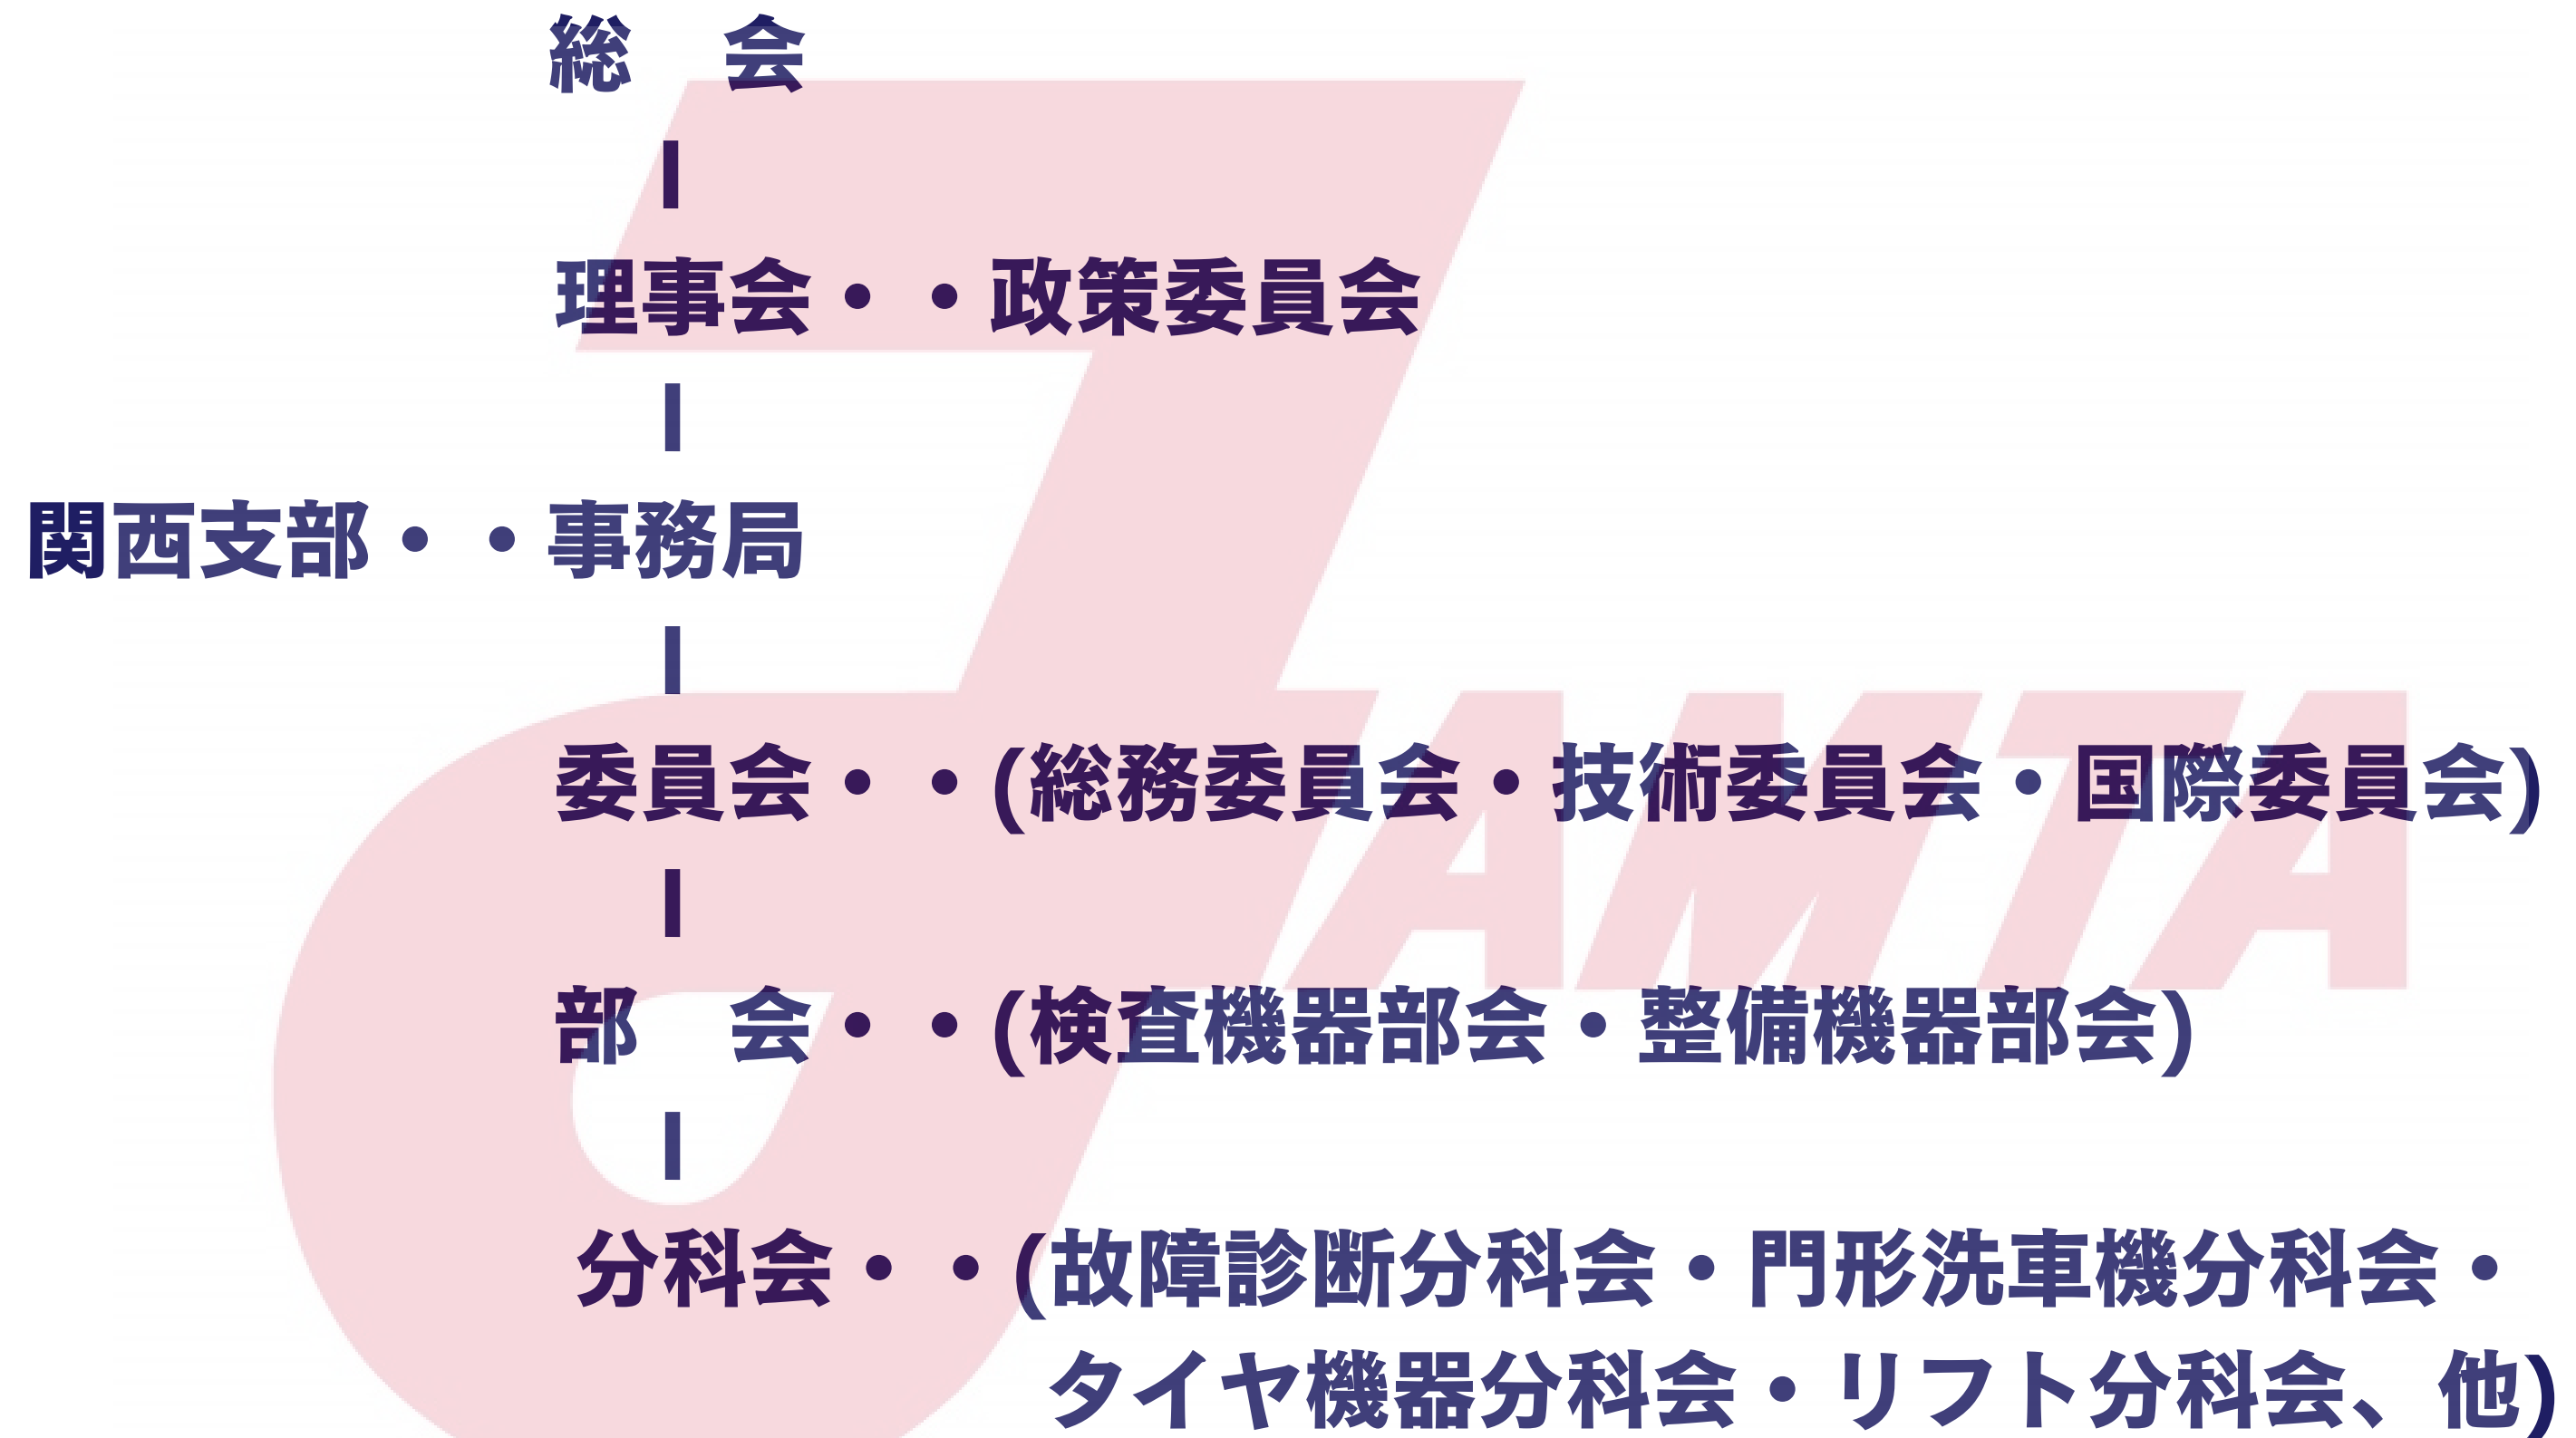 総　会
|
理事会・・政策委員会
|
関西支部・・事務局
|
委員会・・(総務委員会・技術委員会・国際委員会)
|
部　会・・(検査機器部会・整備機器部会)
|
分科会・・(故障診断分科会・門形洗車機分科会・
タイヤ機器分科会・リフト分科会、他)
JAMTA